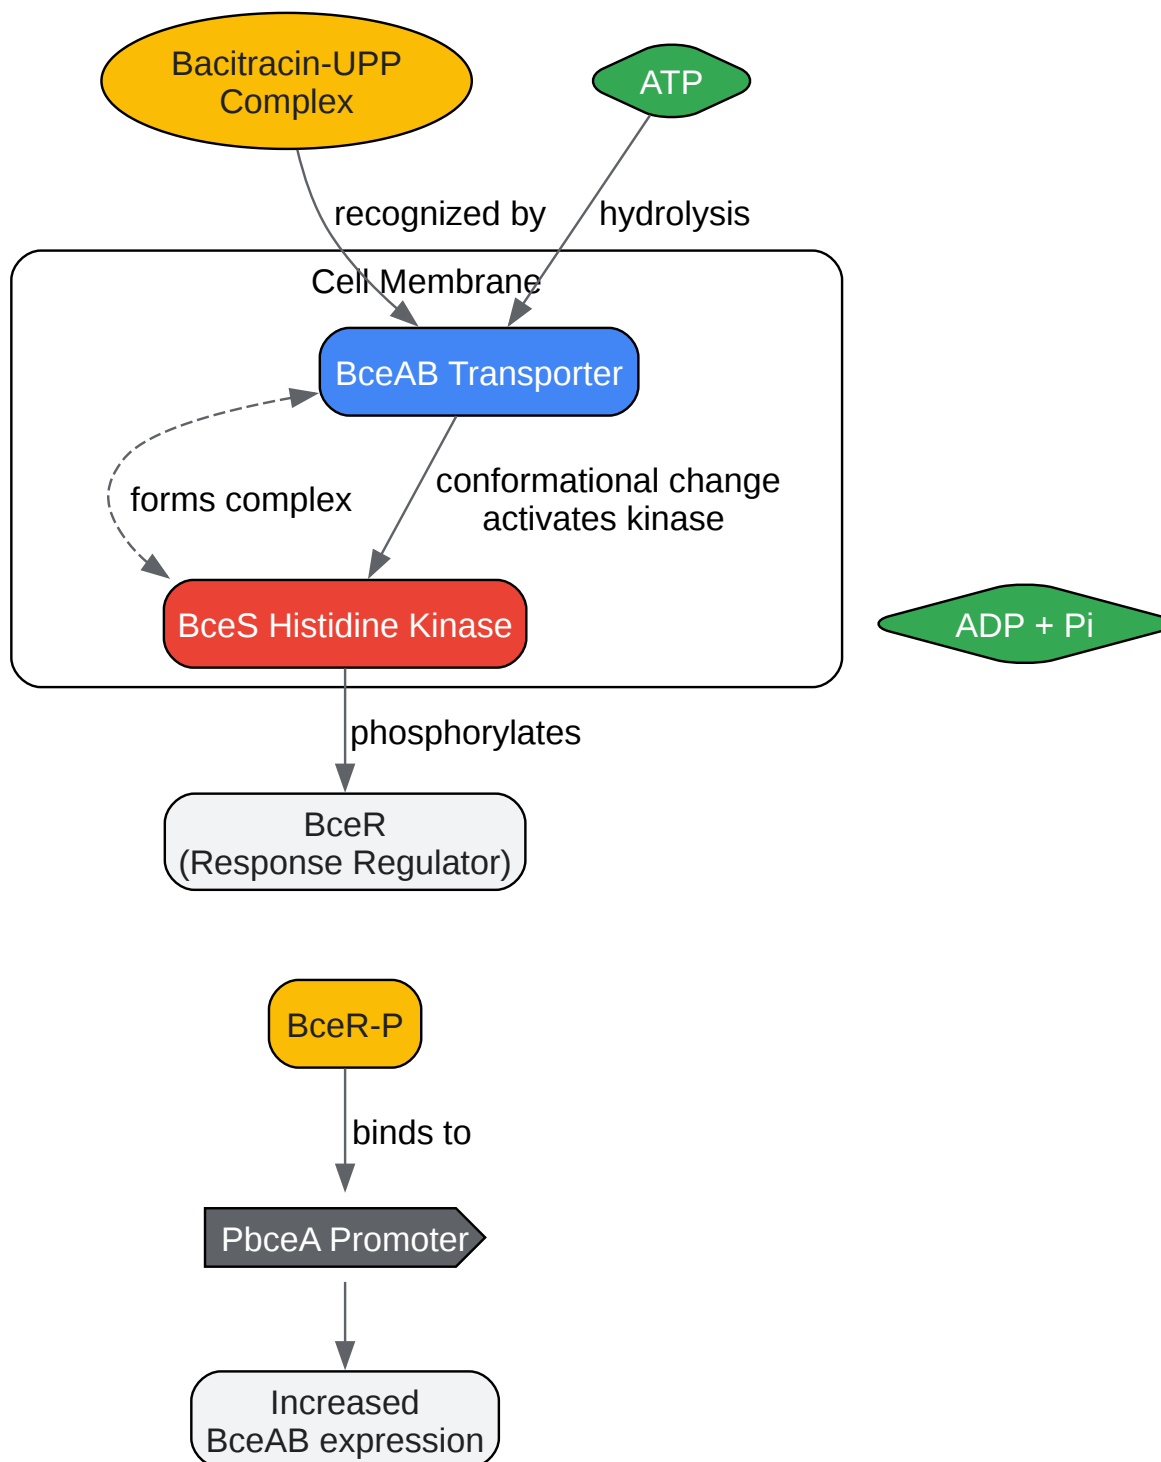 Bacitracin-UPP
Complex
ATP
recognized by
hydrolysis
Cell Membrane
BceAB Transporter
forms complex
conformational change
activates kinase
BceS Histidine Kinase
ADP + Pi
phosphorylates
BceR
(Response Regulator)
BceR-P
binds to
PbceA Promoter
Increased
BceAB expression